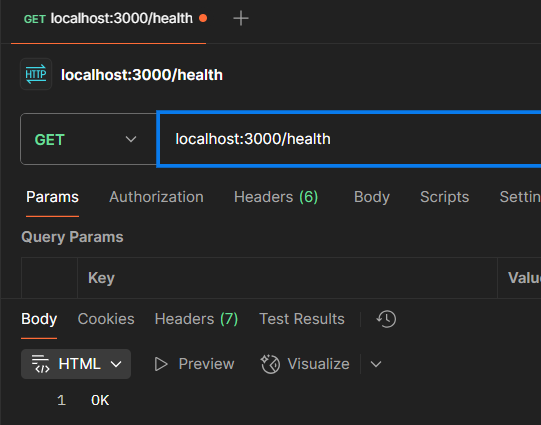 GET localhost:3000/health
HTTP localhost:3000/health
GET localhost:3000/health
Params Authorization Headers (6) Body Scripts Settin
Query Params
Key Valu
Body Cookies Headers (7) Test Results
HTML Preview Visualize
1 OK